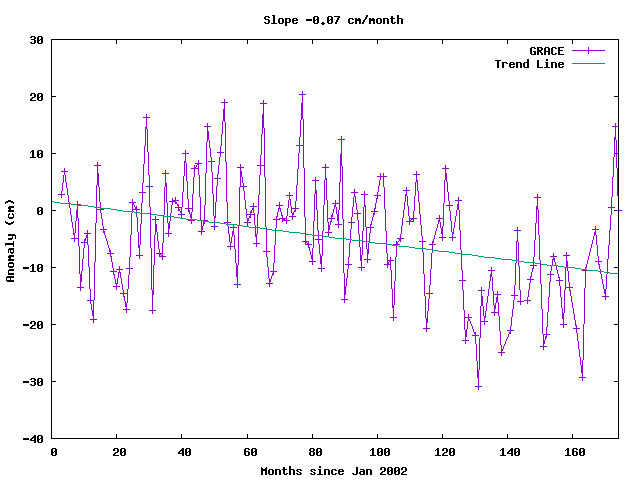 Slope -0.07 cm/month
GRACE
Trend Line
30
20
10
0
-10
-20
-30
-40
Anomaly (cm)
0 20 40 60 80 100 120 140 160
Months since Jan 2002